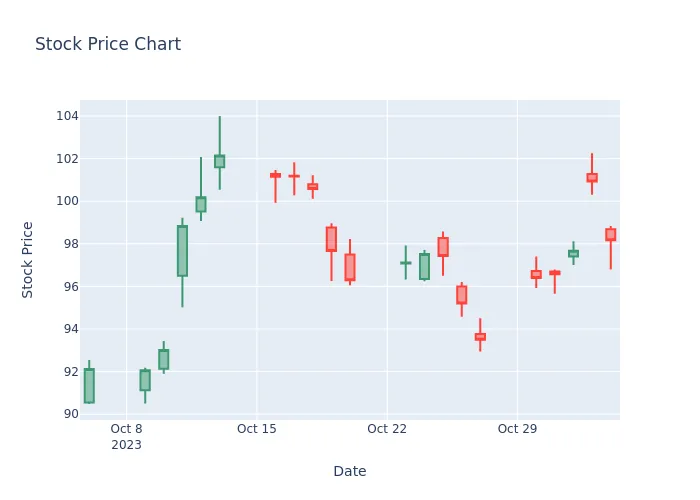 Stock Price Chart
104
102
100
98
96
94
92
90
Stock Price
Oct 8
2023
Oct 15
Oct 22
Oct 29
Date